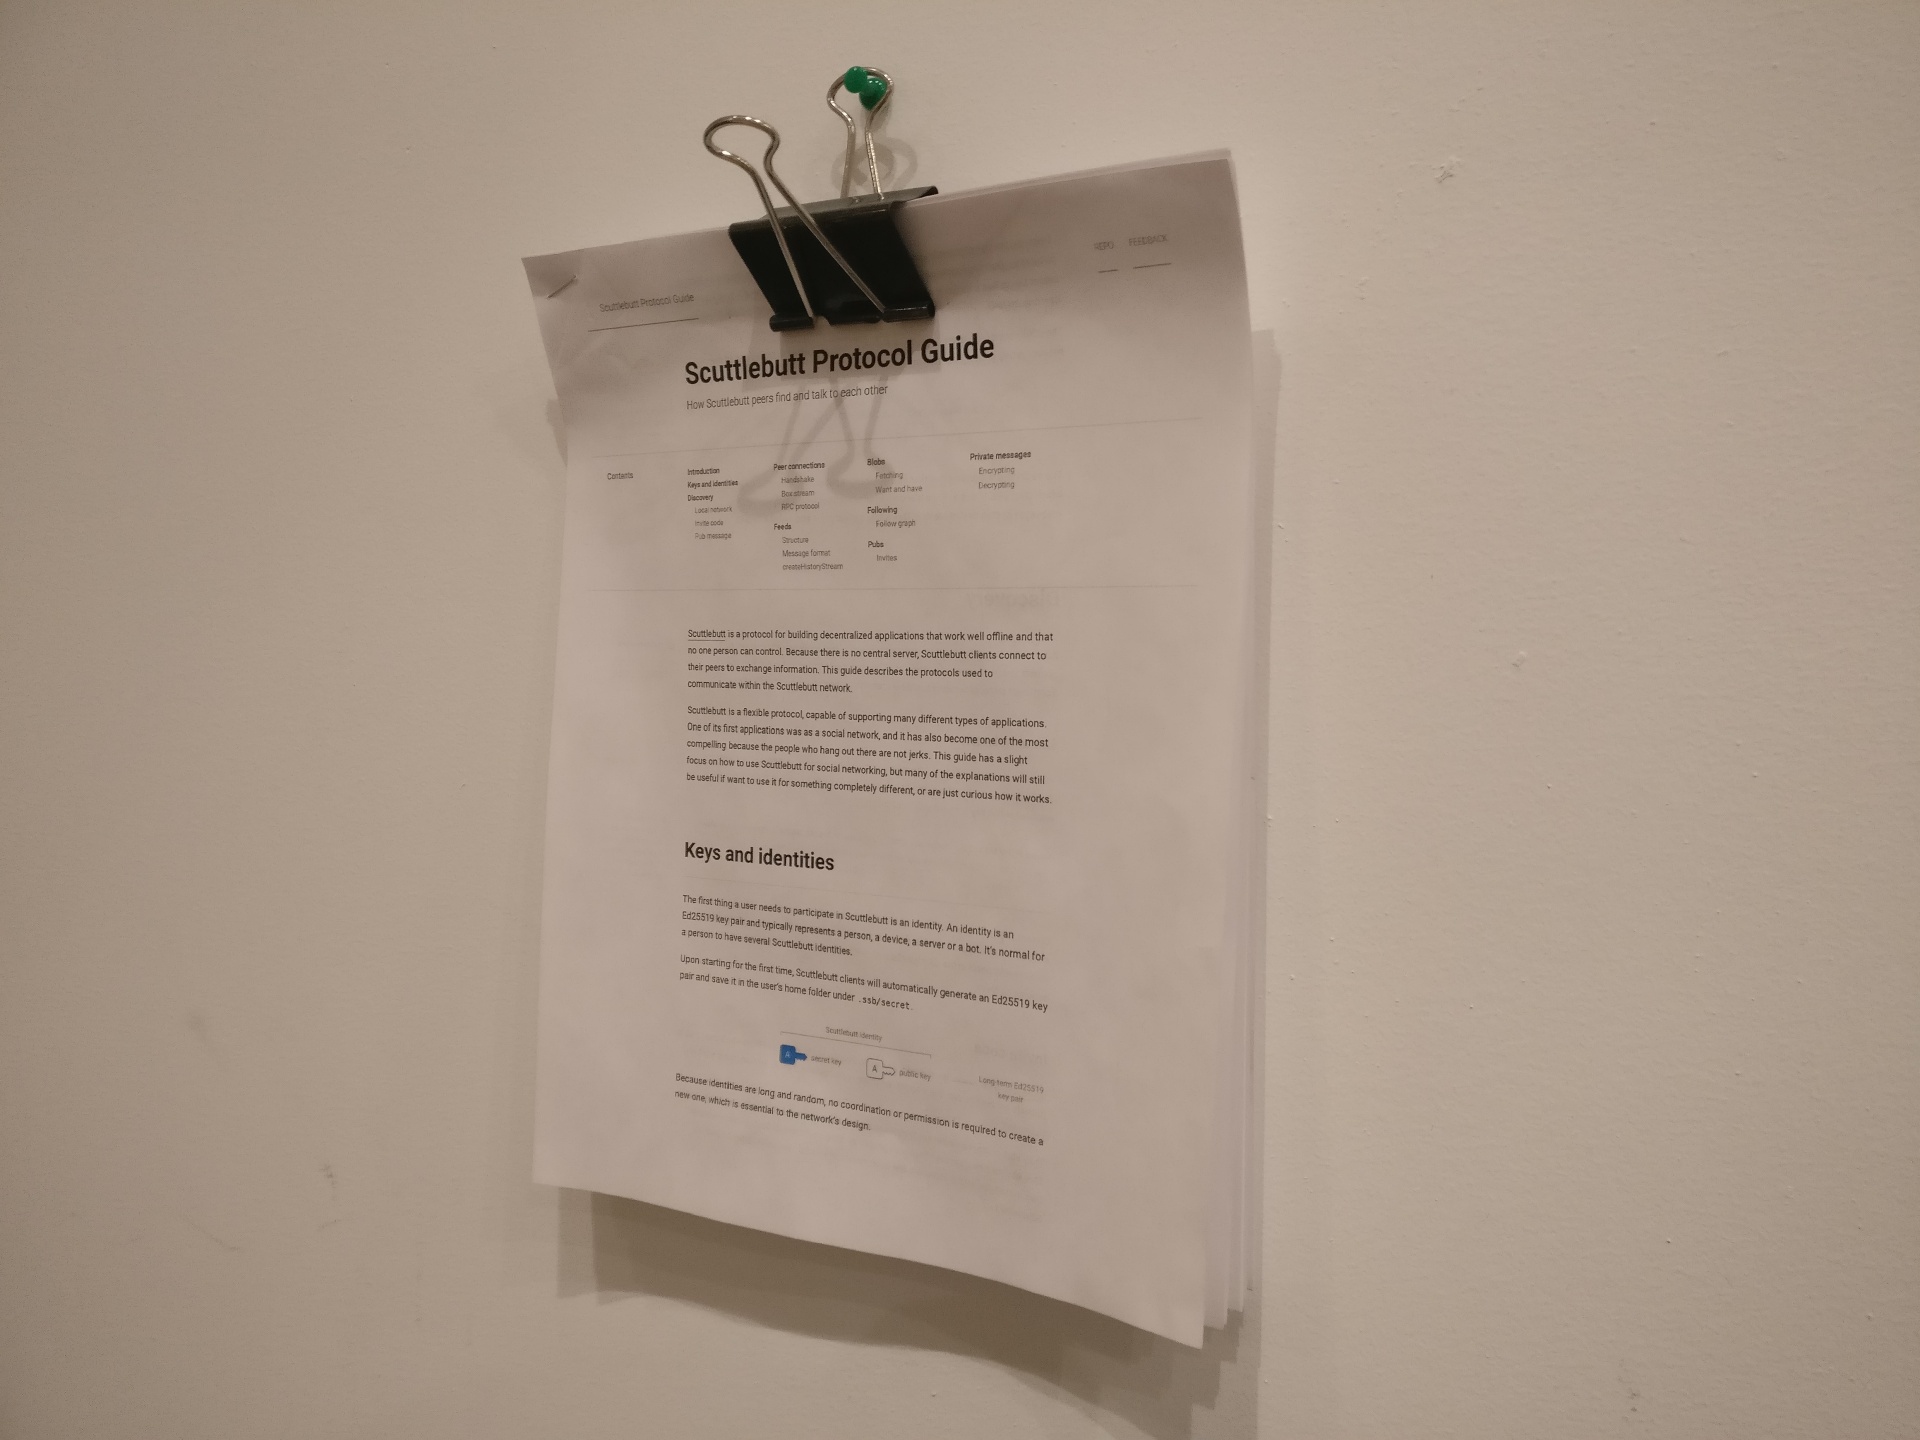 Scuttlebutt Protocol Guide
REPO FEEDBACK
Scuttlebutt Protocol Guide
How Scuttlebutt peers find and talk to each other
Contents
Introduction
Keys and identities
Discovery
Local network
Invite code
Pub message
Peer connections
Handshake
Box stream
RPC protocol
Feeds
Structure
Message format
createHistoryStream
Blobs
Fetching
Want and have
Following
Follow graph
Pubs
Invites
Private messages
Encrypting
Decrypting
Scuttlebutt is a protocol for building decentralized applications that work well offline and that
no one person can control. Because there is no central server, Scuttlebutt clients connect to
their peers to exchange information. This guide describes the protocols used to
communicate within the Scuttlebutt network.
Scuttlebutt is a flexible protocol, capable of supporting many different types of applications.
One of its first applications was as a social network, and it has also become one of the most
compelling because the people who hang out there are not jerks. This guide has a slight
focus on how to use Scuttlebutt for social networking, but many of the explanations will still
be useful if want to use it for something completely different, or are just curious how it works.
Keys and identities
The first thing a user needs to participate in Scuttlebutt is an identity. An identity is an
Ed25519 key pair and typically represents a person, a device, a server or a bot. It's normal for
a person to have several Scuttlebutt identities.
Upon starting for the first time, Scuttlebutt clients will automatically generate an Ed25519 key
pair and save it in the user's home folder under .ssb/secret.
Scuttlebutt identity
A secret key A public key
Long-term Ed25519
key pair
Because identities are long and random, no coordination or permission is required to create a
new one, which is essential to the network's design.